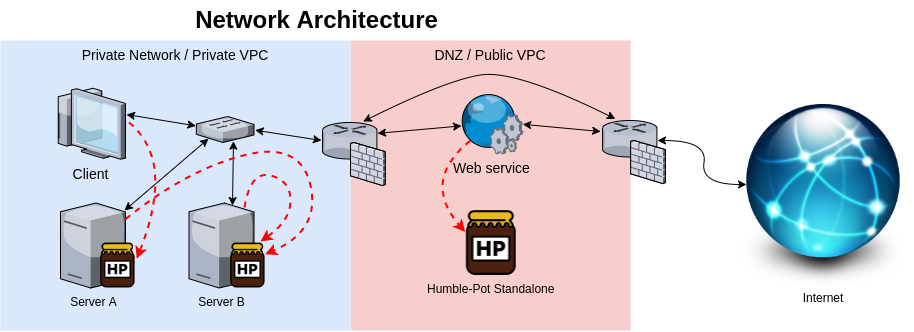 Network Architecture
Private Network / Private VPC
DNZ / Public VPC
Client
Web service
HP
HP
HP
Server A
Server B
Humble-Pot Standalone
Internet